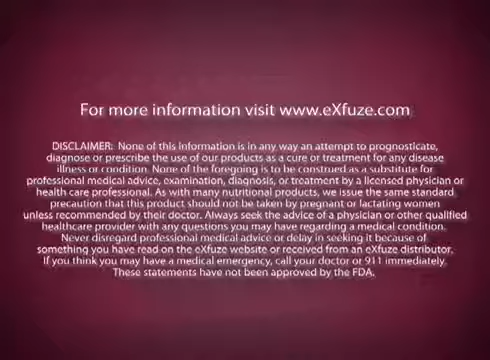 For more information visit www.eXfuze.com
DISCLAIMER: None of this information is in any way an attempt to prognosticate,
diagnose or prescribe the use of our products as a cure or treatment for any disease
illness or condition. None of the foregoing is to be construed as a substitute for
professional medical advice, examination, diagnosis, or treatment by a licensed physician or
health care professional. As with many nutritional products, we issue the same standard
precaution that this product should not be taken by pregnant or lactating women
unless recommended by their doctor. Always seek the advice of a physician or other qualified
healthcare provider with any questions you may have regarding a medical condition.
Never disregard professional medical advice or delay in seeking it because of
something you have read on the eXfuze website or received from an eXfuze distributor.
If you think you may have a medical emergency, call your doctor or 911 immediately.
These statements have not been approved by the FDA.